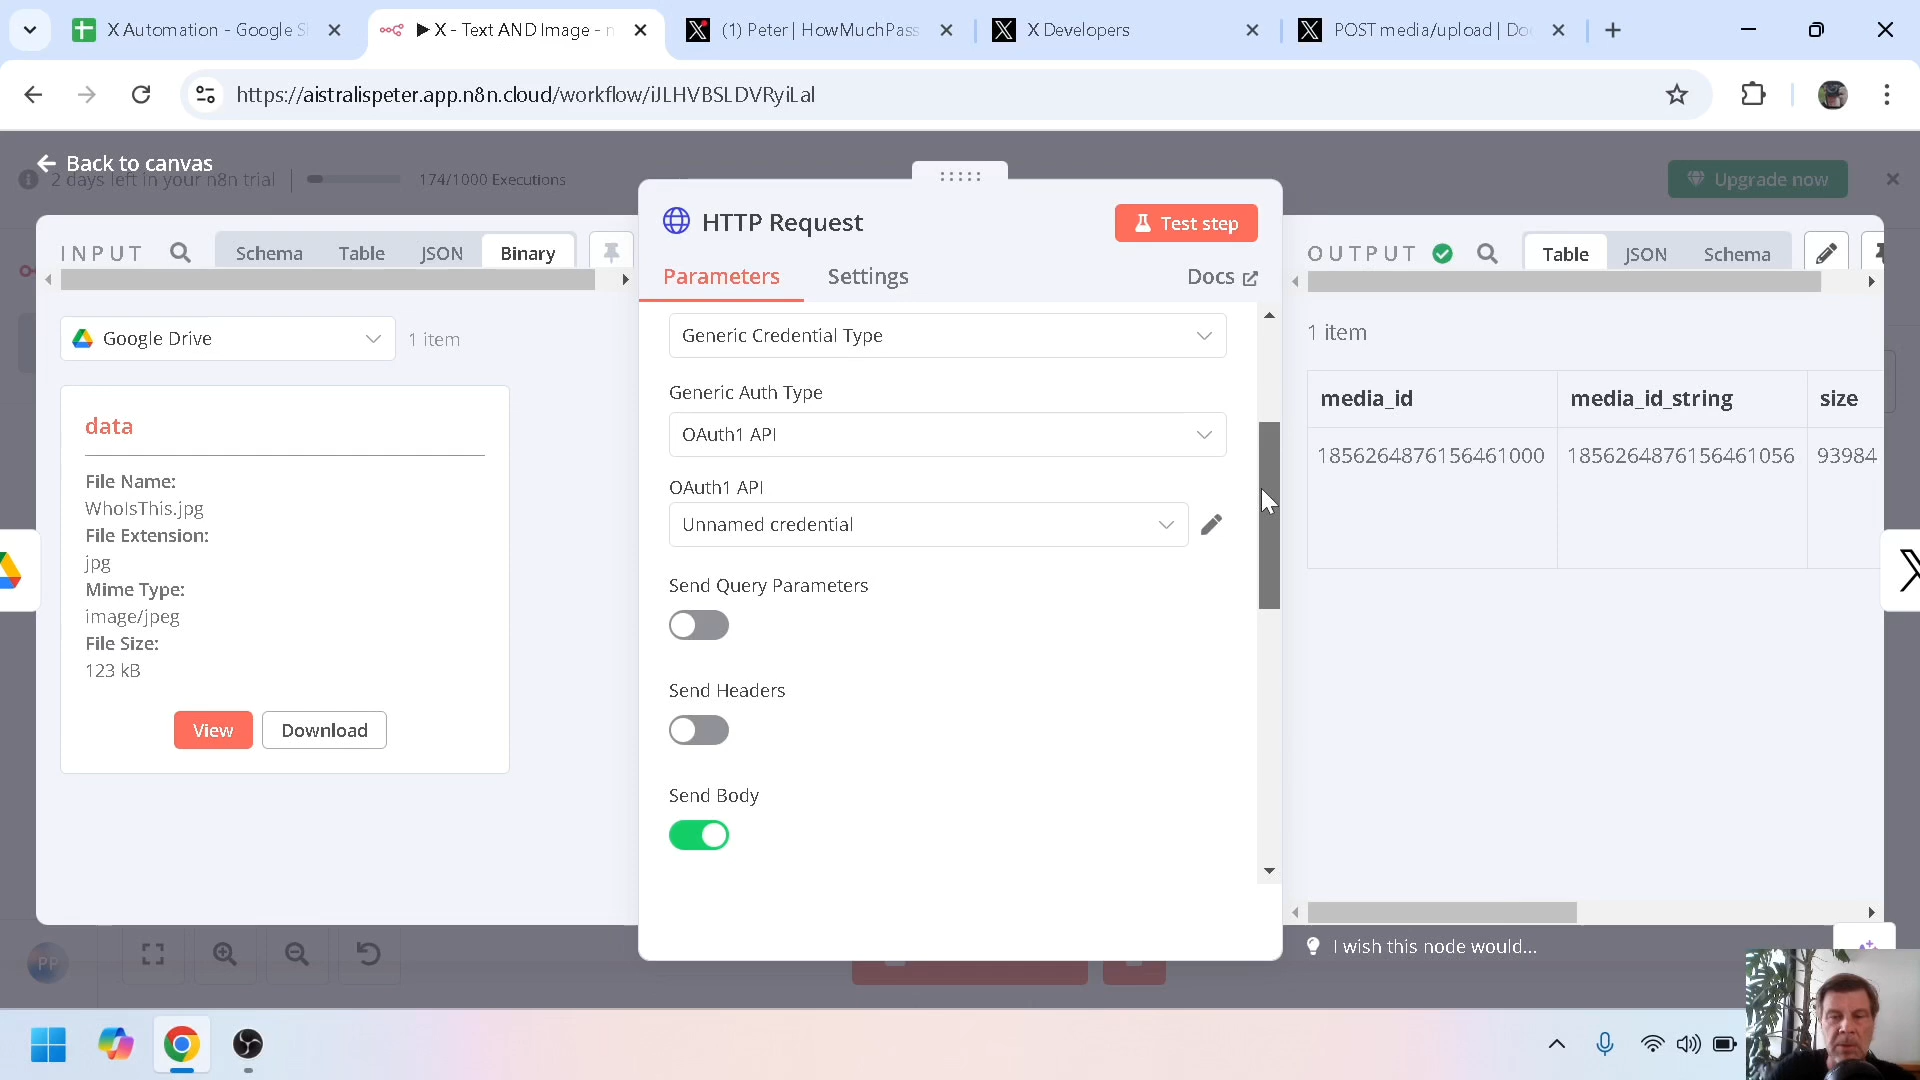 X Automation - Google S
▶ X - Text AND Image - n
(1) Peter | HowMuchPass
X Developers
POST media/upload | Do
https://aistralispeter.app.n8n.cloud/workflow/iJLHVBSLDVRyiLal
Back to canvas
2 days left in your n8n trial
174/1000 Executions
Upgrade now
INPUT
Schema
Table
JSON
Binary
Google Drive
1 item
data
File Name:
WhoIsThis.jpg
File Extension:
jpg
Mime Type:
image/jpeg
File Size:
123 kB
View
Download
HTTP Request
Test step
Parameters
Settings
Docs
Generic Credential Type
Generic Auth Type
OAuth1 API
OAuth1 API
Unnamed credential
Send Query Parameters
Send Headers
Send Body
OUTPUT
Table
JSON
Schema
1 item
media_id
media_id_string
size
1856264876156461000
1856264876156461056
93984
I wish this node would...
PP